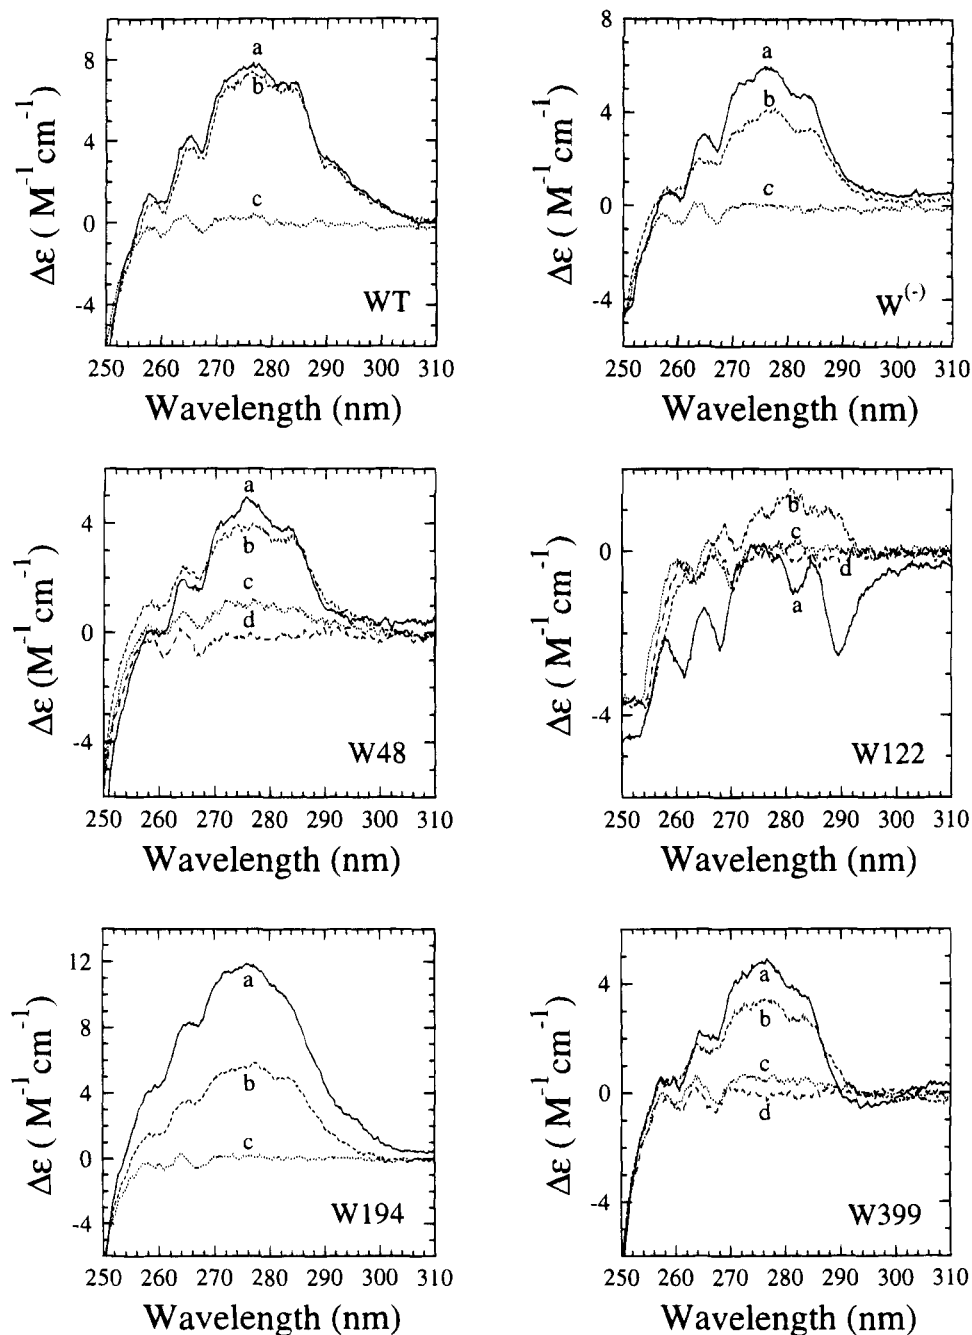 8
4
0
-4
Δε ( M⁻¹cm⁻¹)
a
b
c
WT
250 260 270 280 290 300 310
Wavelength (nm)
8
4
0
-4
Δε ( M⁻¹cm⁻¹)
a
b
c
W⁽⁻⁾
250 260 270 280 290 300 310
Wavelength (nm)
4
0
-4
Δε (M⁻¹cm⁻¹)
a
b
c
d
W48
250 260 270 280 290 300 310
Wavelength (nm)
0
-4
Δε ( M⁻¹cm⁻¹)
b
c
d
a
W122
250 260 270 280 290 300 310
Wavelength (nm)
12
8
4
0
-4
Δε ( M⁻¹cm⁻¹)
a
b
c
W194
250 260 270 280 290 300 310
Wavelength (nm)
4
0
-4
Δε ( M⁻¹cm⁻¹)
a
b
c
d
W399
250 260 270 280 290 300 310
Wavelength (nm)